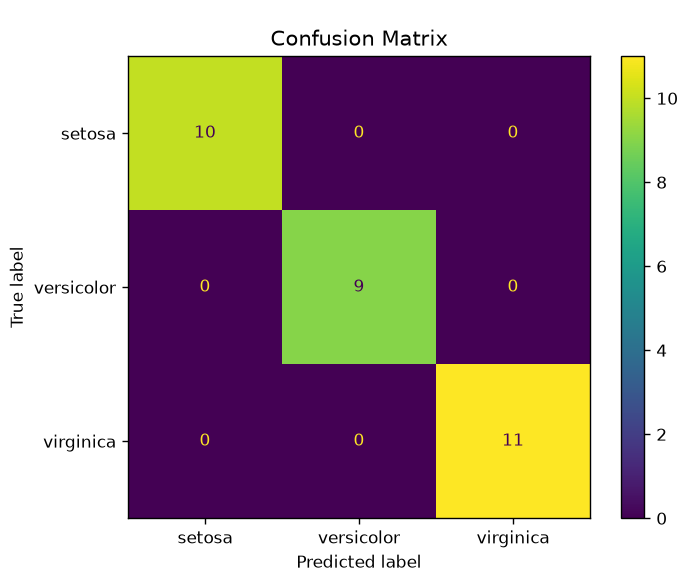 Confusion Matrix
setosa 10 0 0
versicolor 0 9 0
virginica 0 0 11
setosa versicolor virginica
Predicted label
True label
10
8
6
4
2
0